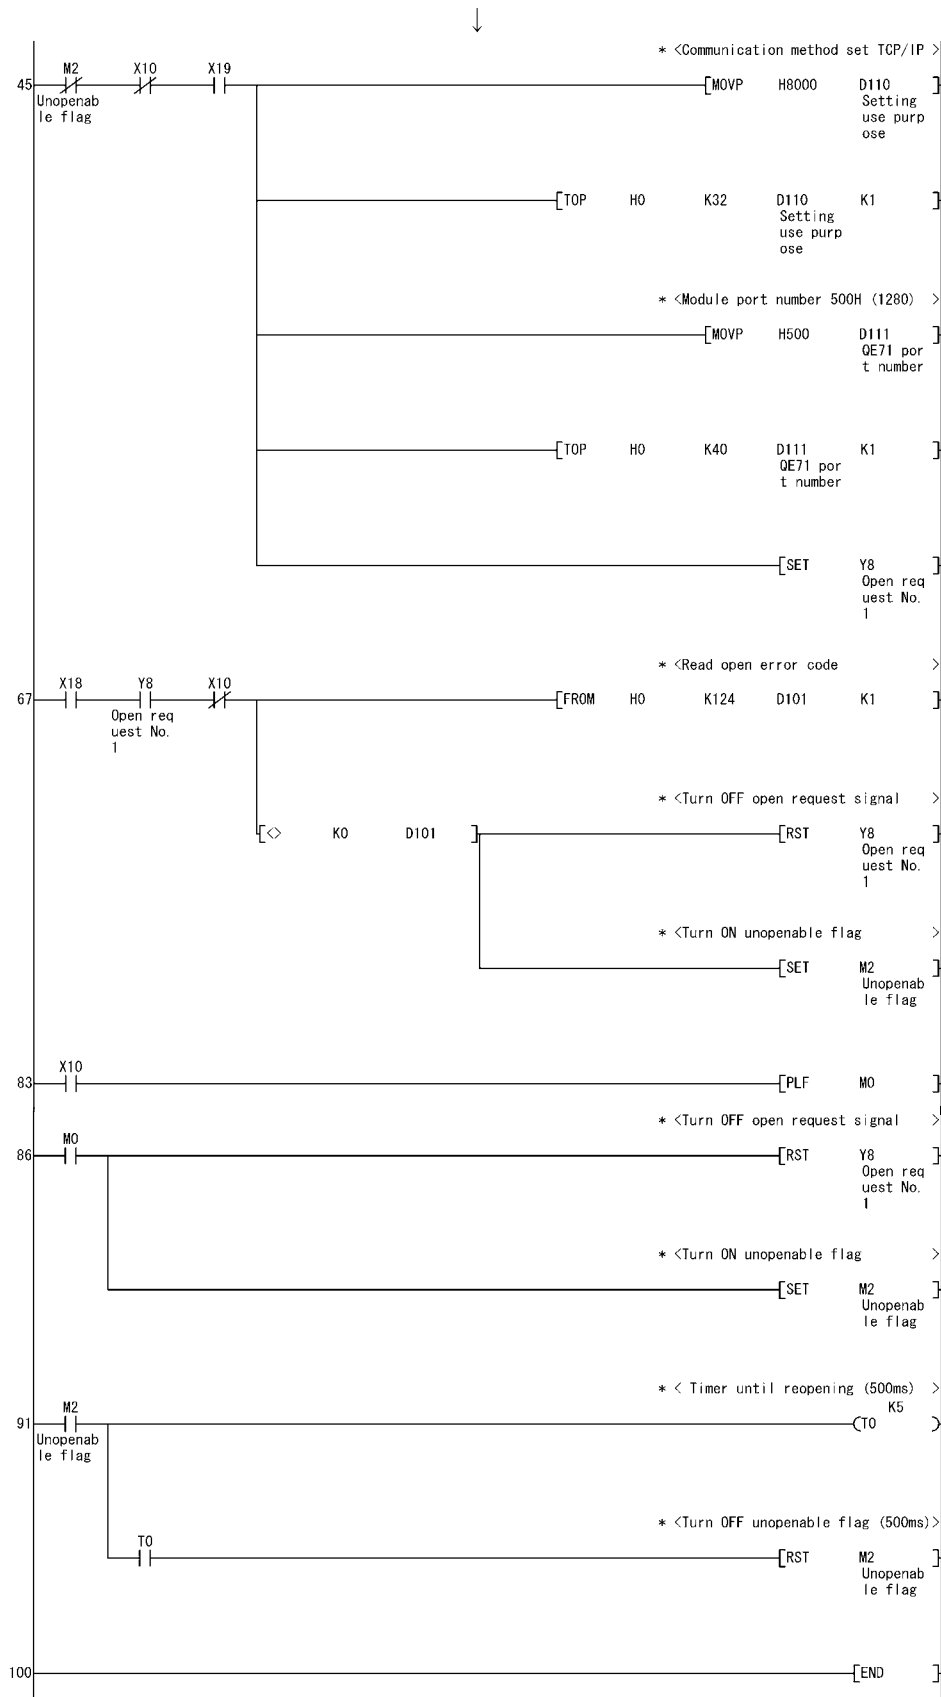 * <Communication method set TCP/IP >
M2 X10 X19
45 [MOVP H8000 D110 ]
Unopenab
le flag
Setting
use purp
ose
[TOP H0 K32 D110 K1 ]
Setting
use purp
ose
* <Module port number 500H (1280) >
[MOVP H500 D111 ]
QE71 por
t number
[TOP H0 K40 D111 K1 ]
QE71 por
t number
[SET Y8 ]
Open req
uest No.
1
* <Read open error code >
X18 Y8 X10
67 [FROM H0 K124 D101 K1 ]
Open req
uest No.
1
* <Turn OFF open request signal >
[<> K0 D101 ] [RST Y8 ]
Open req
uest No.
1
* <Turn ON unopenable flag >
[SET M2 ]
Unopenab
le flag
X10
83 [PLF M0 ]
* <Turn OFF open request signal >
M0
86 [RST Y8 ]
Open req
uest No.
1
* <Turn ON unopenable flag >
[SET M2 ]
Unopenab
le flag
* < Timer until reopening (500ms) >
M2 K5
91 (T0 )
Unopenab
le flag
* <Turn OFF unopenable flag (500ms)>
T0
[RST M2 ]
Unopenab
le flag
100 [END ]